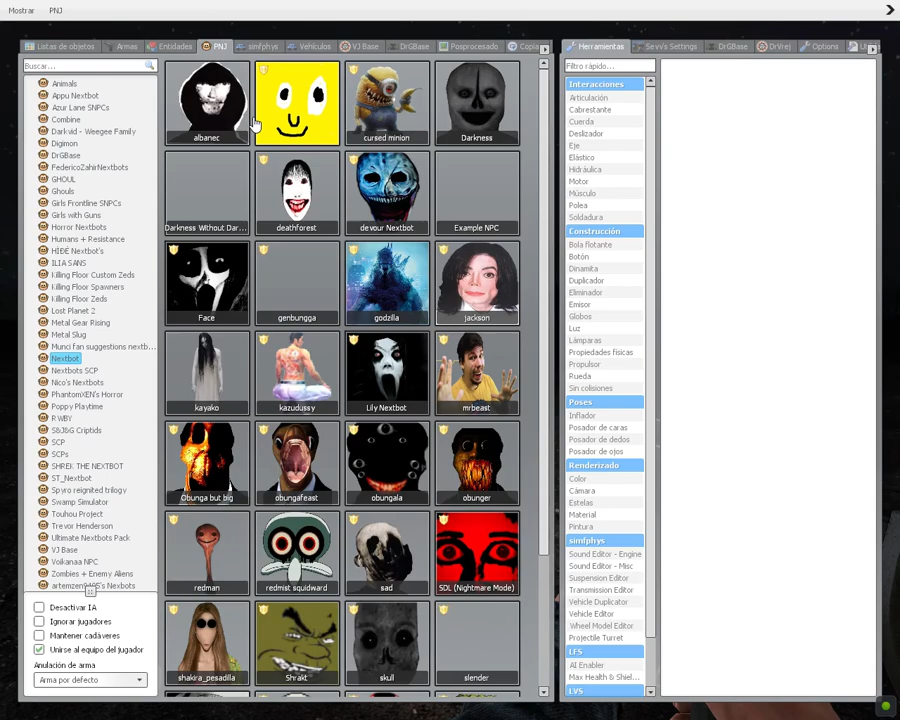 Mostrar PNJ
Listas de objetos Armas Entidades PNJ simfphys Vehículos VJ Base DrGBase Posprocesado Copia
Herramientas Sevv's Settings DrGBase DrVrej Options
Buscar...
Animals
Appu Nextbot
Azur Lane SNPCs
Combine
Darkvid - Weegee Family
Digimon
DrGBase
FedericoZahirNextbots
GHOUL
Ghouls
Girls Frontline SNPCs
Girls with Guns
Horror Nextbots
Humans + Resistance
HÌDÉ Nextbot's
ILIA SANS
Killing Floor Custom Zeds
Killing Floor Spawners
Killing Floor Zeds
Lost Planet 2
Metal Gear Rising
Metal Slug
Munci fan suggestions nextb...
Nextbot
Nextbots SCP
Nico's Nextbots
PhantomXEN's Horror
Poppy Playtime
RWBY
S&J&G Criptids
SCP
SCPs
SHREK THE NEXTBOT
ST_Nextbot
Spyro reignited trilogy
Swamp Simulator
Touhou Project
Trevor Henderson
Ultimate Nextbots Pack
VJ Base
Voikanaa NPC
Zombies + Enemy Aliens
artemzen0405's Nexbots
Desactivar IA
Ignorar jugadores
Mantener cadáveres
Unirse al equipo del jugador
Anulación de arma
Arma por defecto
albanec
cursed minion
Darkness
Darkness Without Dar...
deathforest
devour Nextbot
Example NPC
Face
genbungga
godzilla
jackson
kayako
kazudussy
Lily Nextbot
mrbeast
Obunga but big
obungafeast
obungala
obunger
redman
redmist squidward
sad
SDL (Nightmare Mode)
shakira_pesadilla
Shrakt
skull
slender
Filtro rápido...
Interacciones
Articulación
Cabrestante
Cuerda
Deslizador
Eje
Elástico
Hidráulica
Motor
Músculo
Polea
Soldadura
Construcción
Bola flotante
Botón
Dinamita
Duplicador
Eliminador
Emisor
Globos
Luz
Lámparas
Propiedades físicas
Propulsor
Rueda
Sin colisiones
Poses
Inflador
Posador de caras
Posador de dedos
Posador de ojos
Renderizado
Color
Cámara
Estelas
Material
Pintura
simfphys
Sound Editor - Engine
Sound Editor - Misc
Suspension Editor
Transmission Editor
Vehicle Duplicator
Vehicle Editor
Wheel Model Editor
Projectile Turret
LFS
AI Enabler
Max Health & Shiel...
LVS